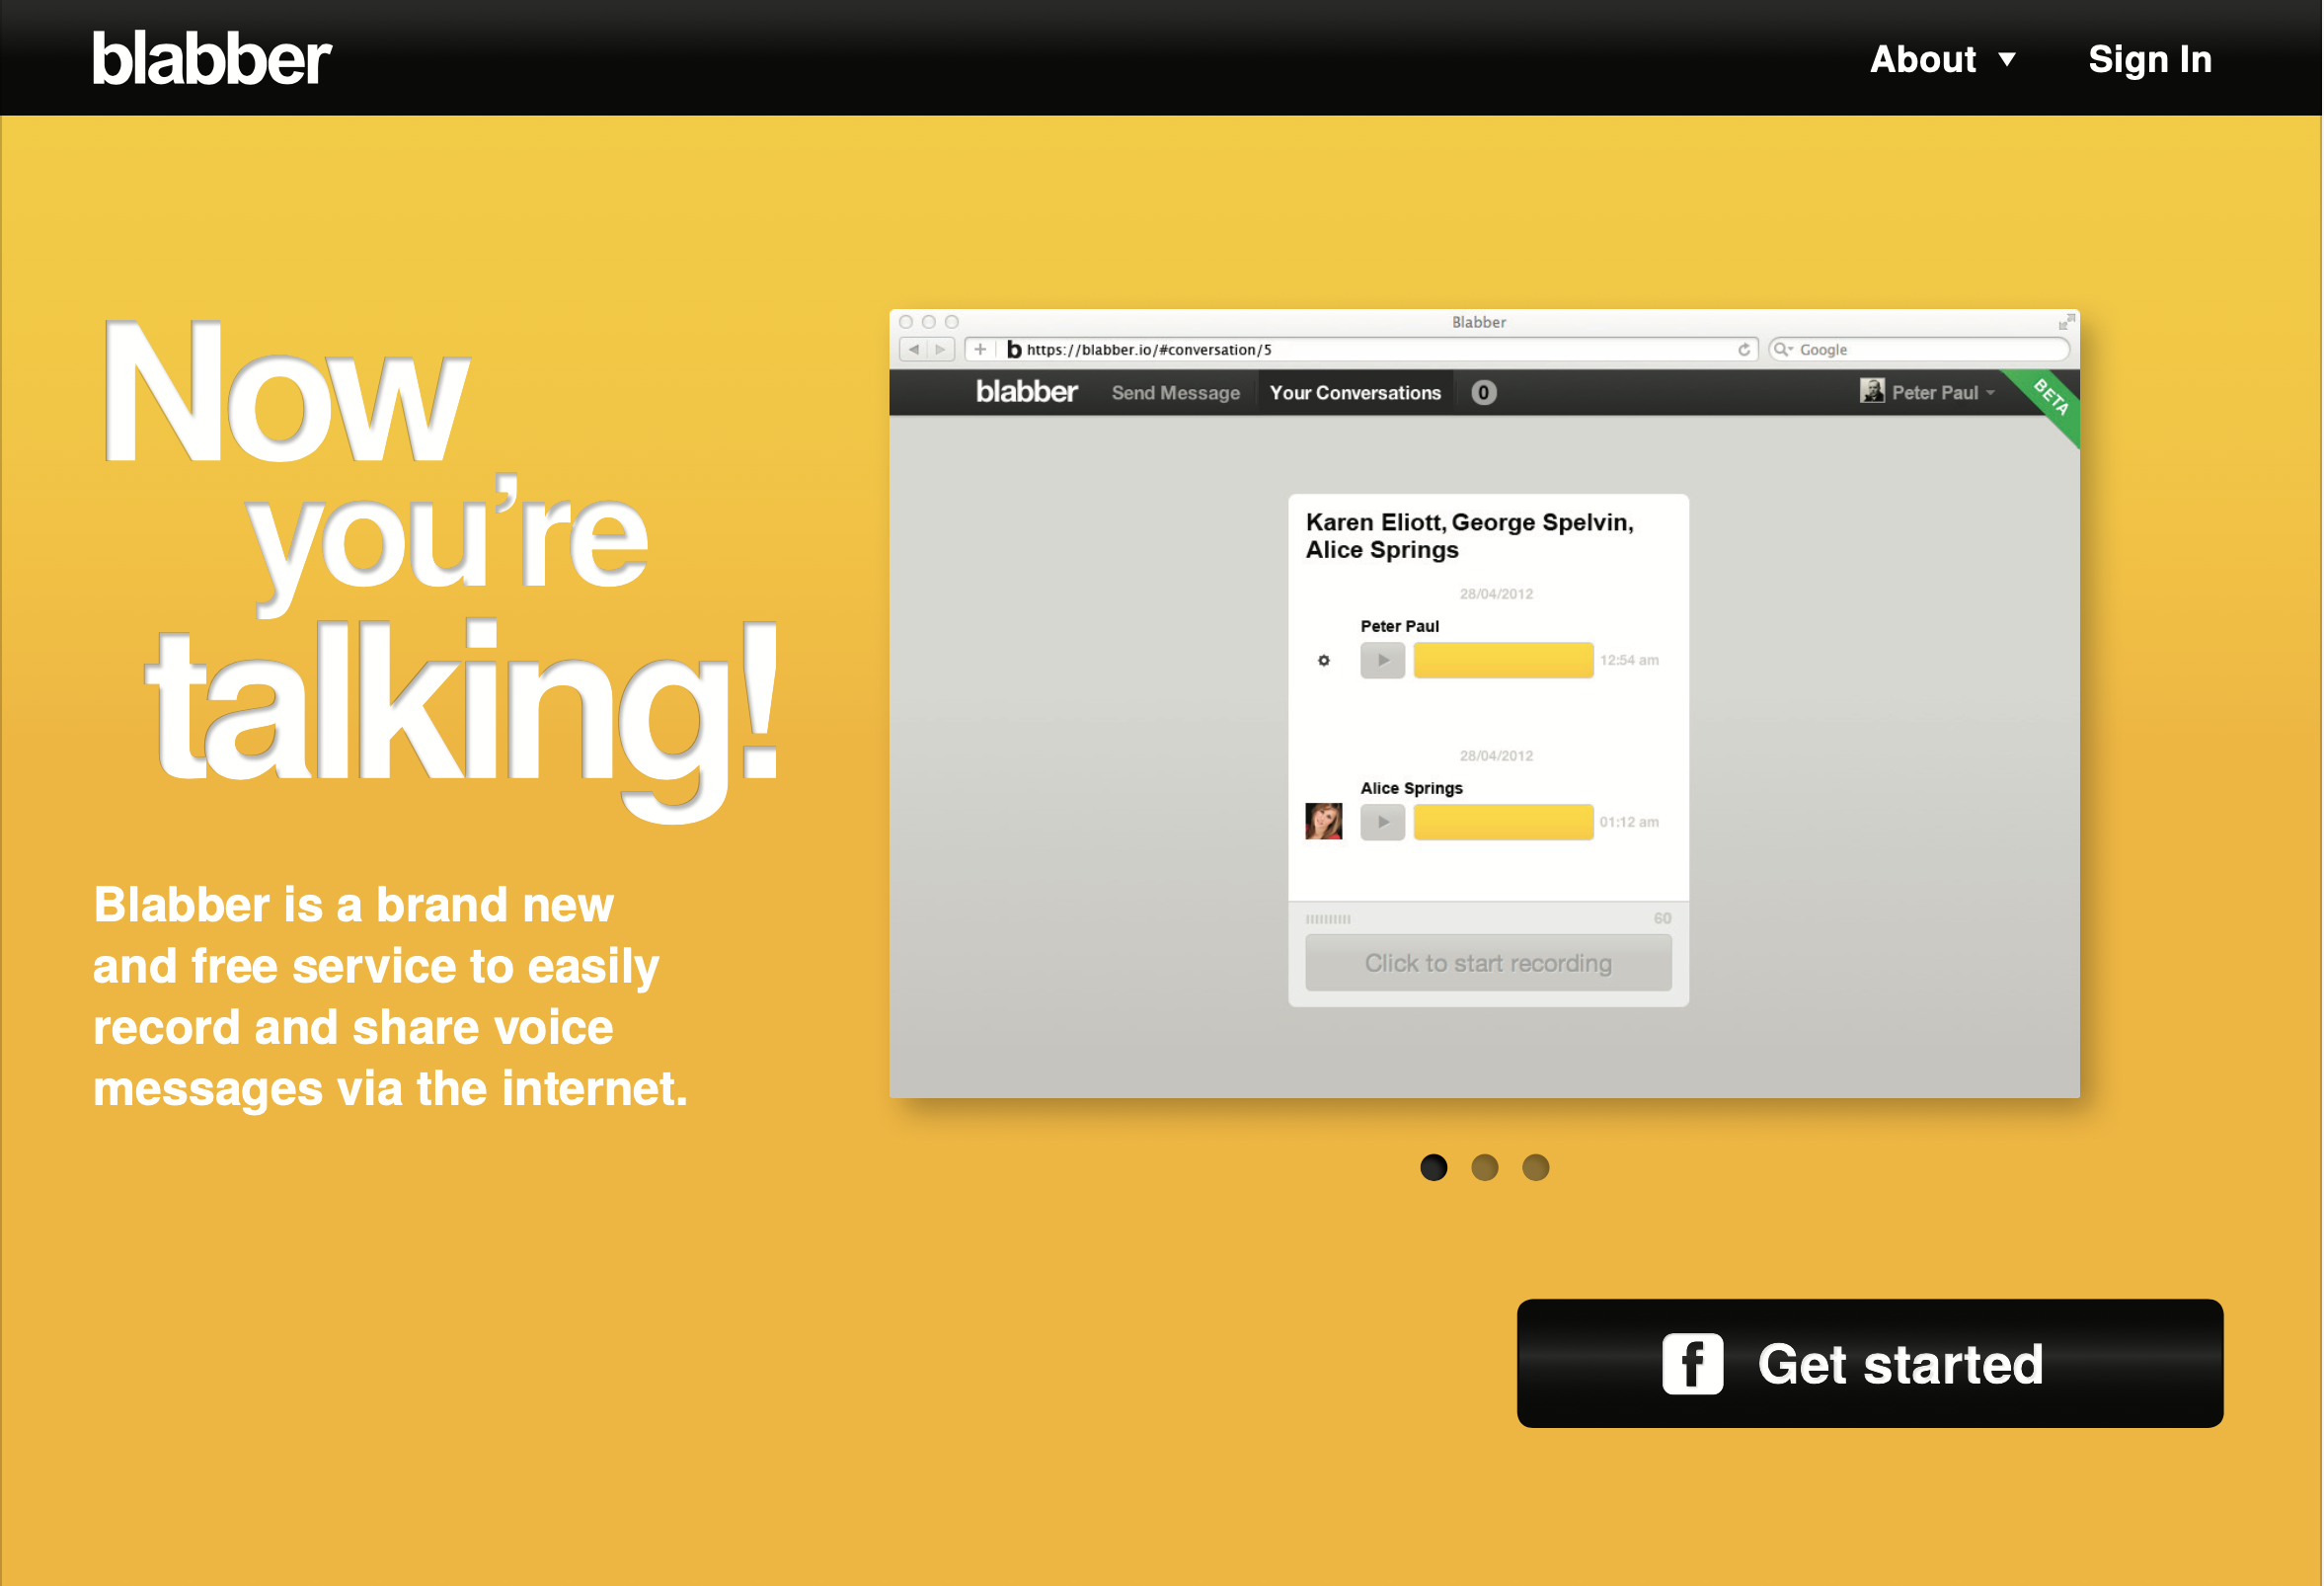 blabber
About ▼ Sign In
Now
you’re
talking!
Blabber is a brand new
and free service to easily
record and share voice
messages via the internet.
Blabber
b https://blabber.io/#conversation/5 Google
blabber Send Message Your Conversations 0 Peter Paul
BETA
Karen Eliott, George Spelvin,
Alice Springs
28/04/2012
Peter Paul
12:54 am
28/04/2012
Alice Springs
01:12 am
60
Click to start recording
f Get started